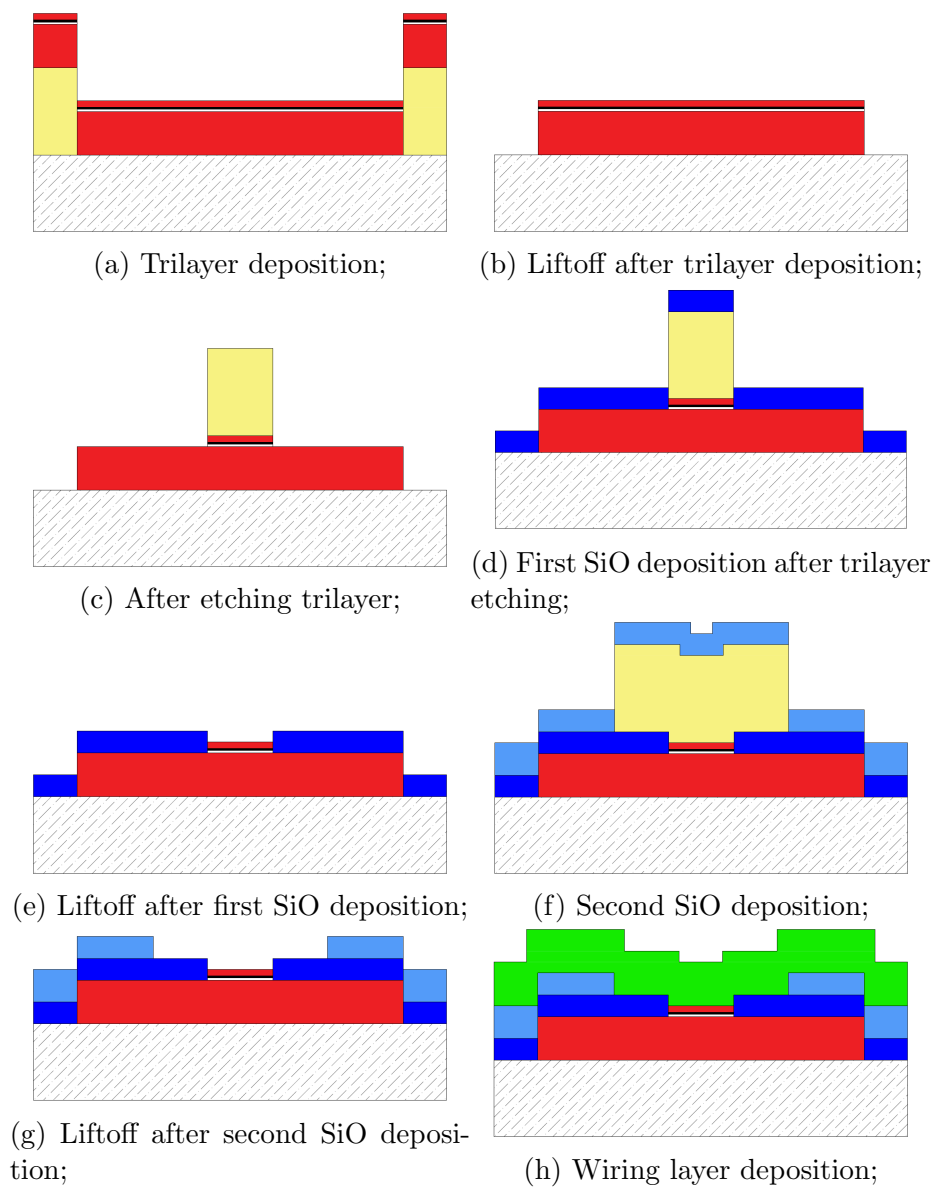 (a) Trilayer deposition;
(b) Liftoff after trilayer deposition;
(c) After etching trilayer;
(d) First SiO deposition after trilayer
etching;
(e) Liftoff after first SiO deposition;
(f) Second SiO deposition;
(g) Liftoff after second SiO deposi-
tion;
(h) Wiring layer deposition;